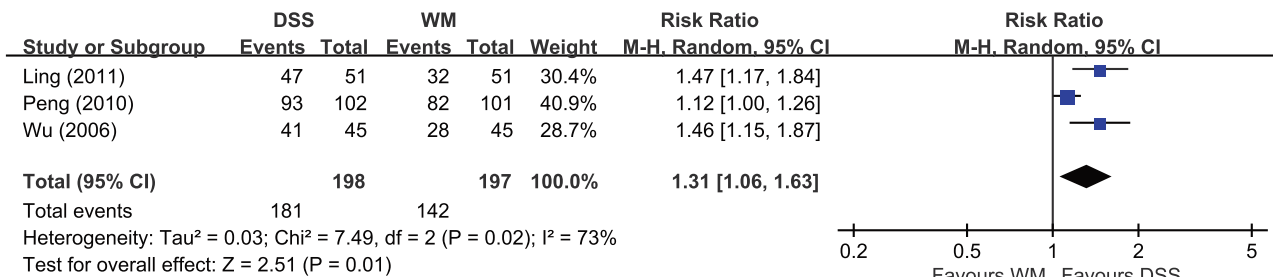 DSS WM Risk Ratio Risk Ratio
Study or Subgroup Events Total Events Total Weight M-H, Random, 95% CI M-H, Random, 95% CI
Ling (2011) 47 51 32 51 30.4% 1.47 [1.17, 1.84]
Peng (2010) 93 102 82 101 40.9% 1.12 [1.00, 1.26]
Wu (2006) 41 45 28 45 28.7% 1.46 [1.15, 1.87]
Total (95% CI) 198 197 100.0% 1.31 [1.06, 1.63]
Total events 181 142
Heterogeneity: Tau² = 0.03; Chi² = 7.49, df = 2 (P = 0.02); I² = 73%
Test for overall effect: Z = 2.51 (P = 0.01)
0.2 0.5 1 2 5
Favours WM Favours DSS